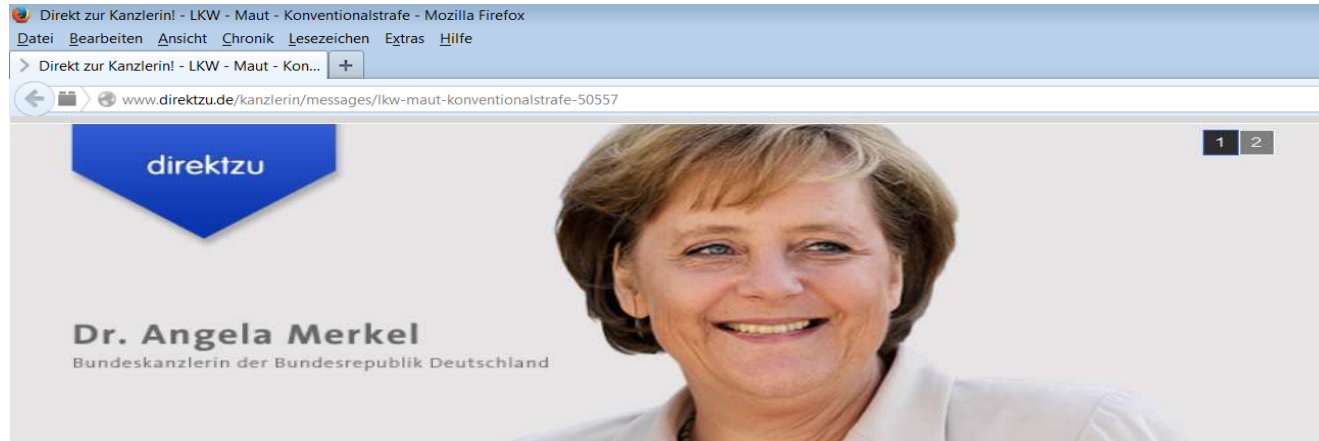 Direkt zur Kanzlerin! - LKW - Maut - Konventionalstrafe - Mozilla Firefox
Datei Bearbeiten Ansicht Chronik Lesezeichen Extras Hilfe
Direkt zur Kanzlerin! - LKW - Maut - Kon...
www.direktzu.de/kanzlerin/messages/lkw-maut-konventionalstrafe-50557
direktzu
1 2
Dr. Angela Merkel
Bundeskanzlerin der Bundesrepublik Deutschland